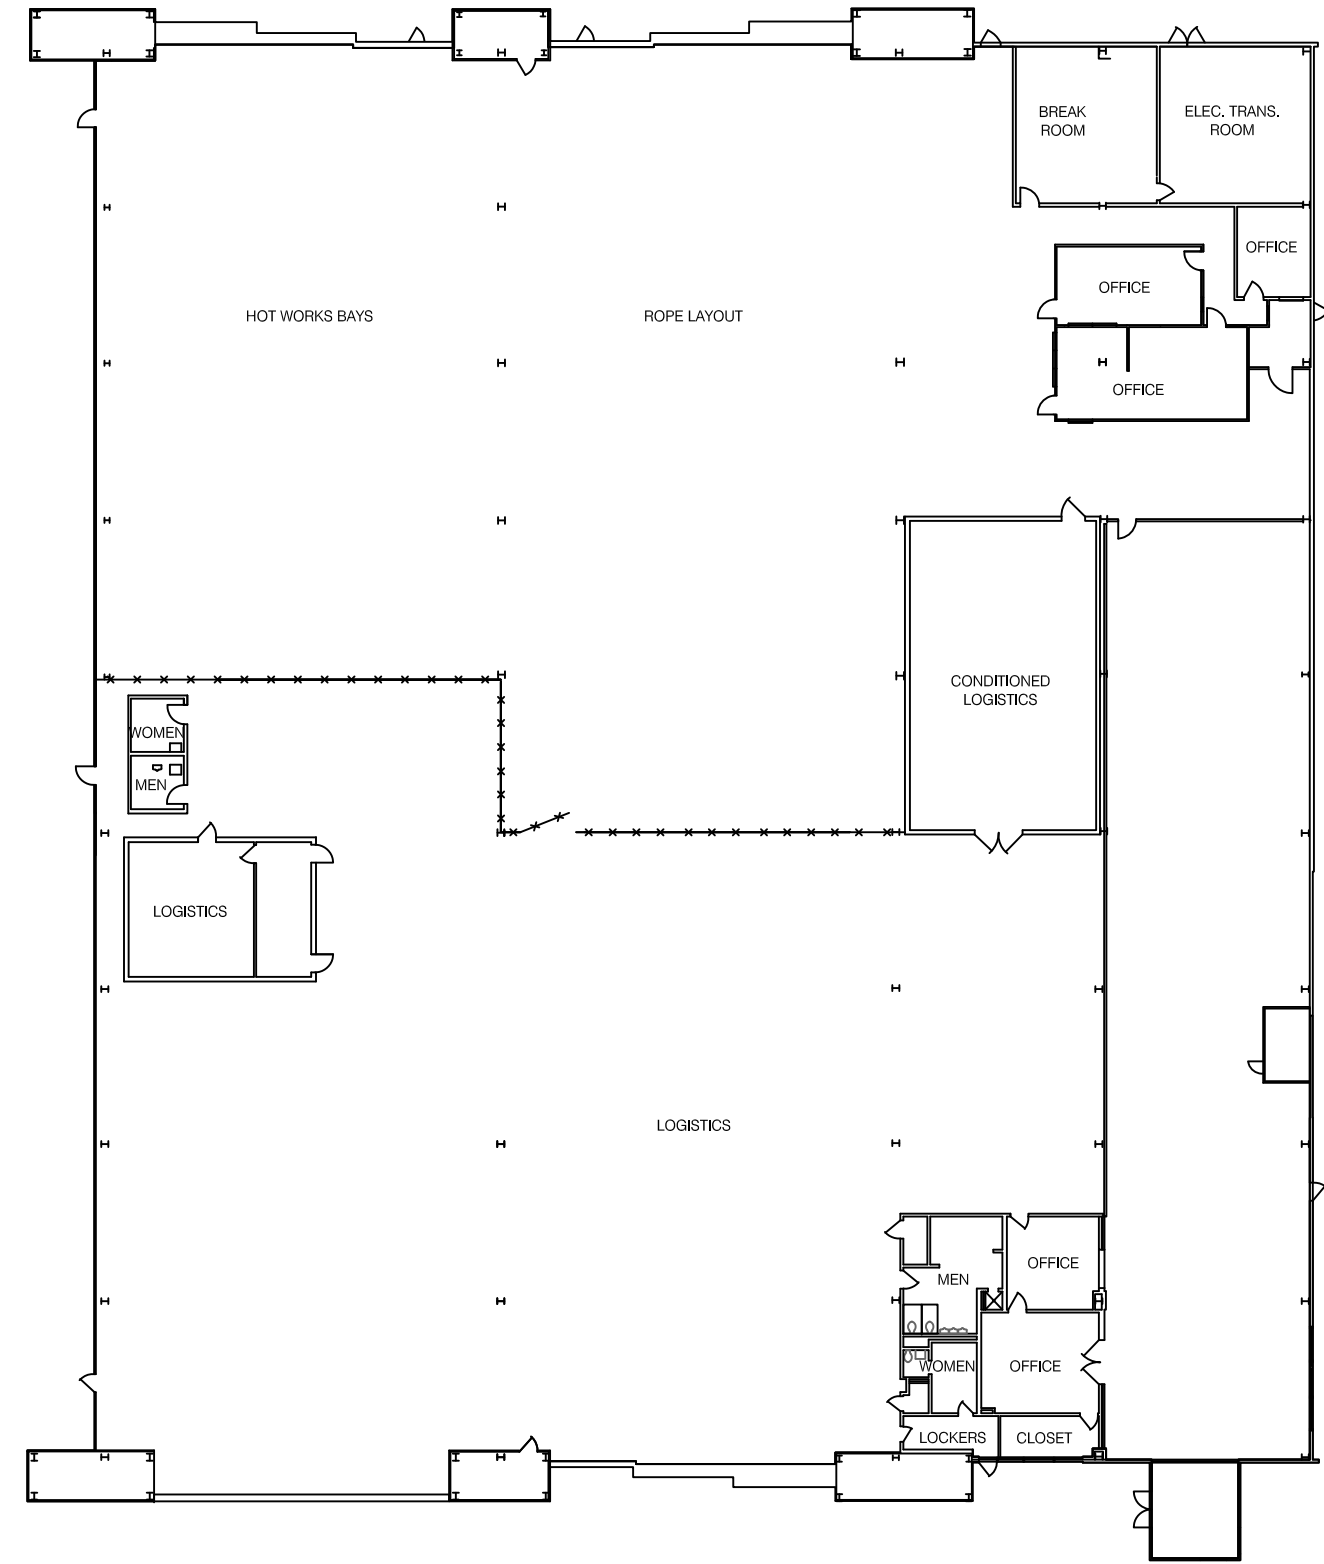 BREAK
ROOM
ELEC. TRANS.
ROOM
OFFICE
OFFICE
HOT WORKS BAYS
ROPE LAYOUT
OFFICE
CONDITIONED
LOGISTICS
WOMEN
MEN
LOGISTICS
LOGISTICS
OFFICE
MEN
WOMEN
OFFICE
LOCKERS
CLOSET